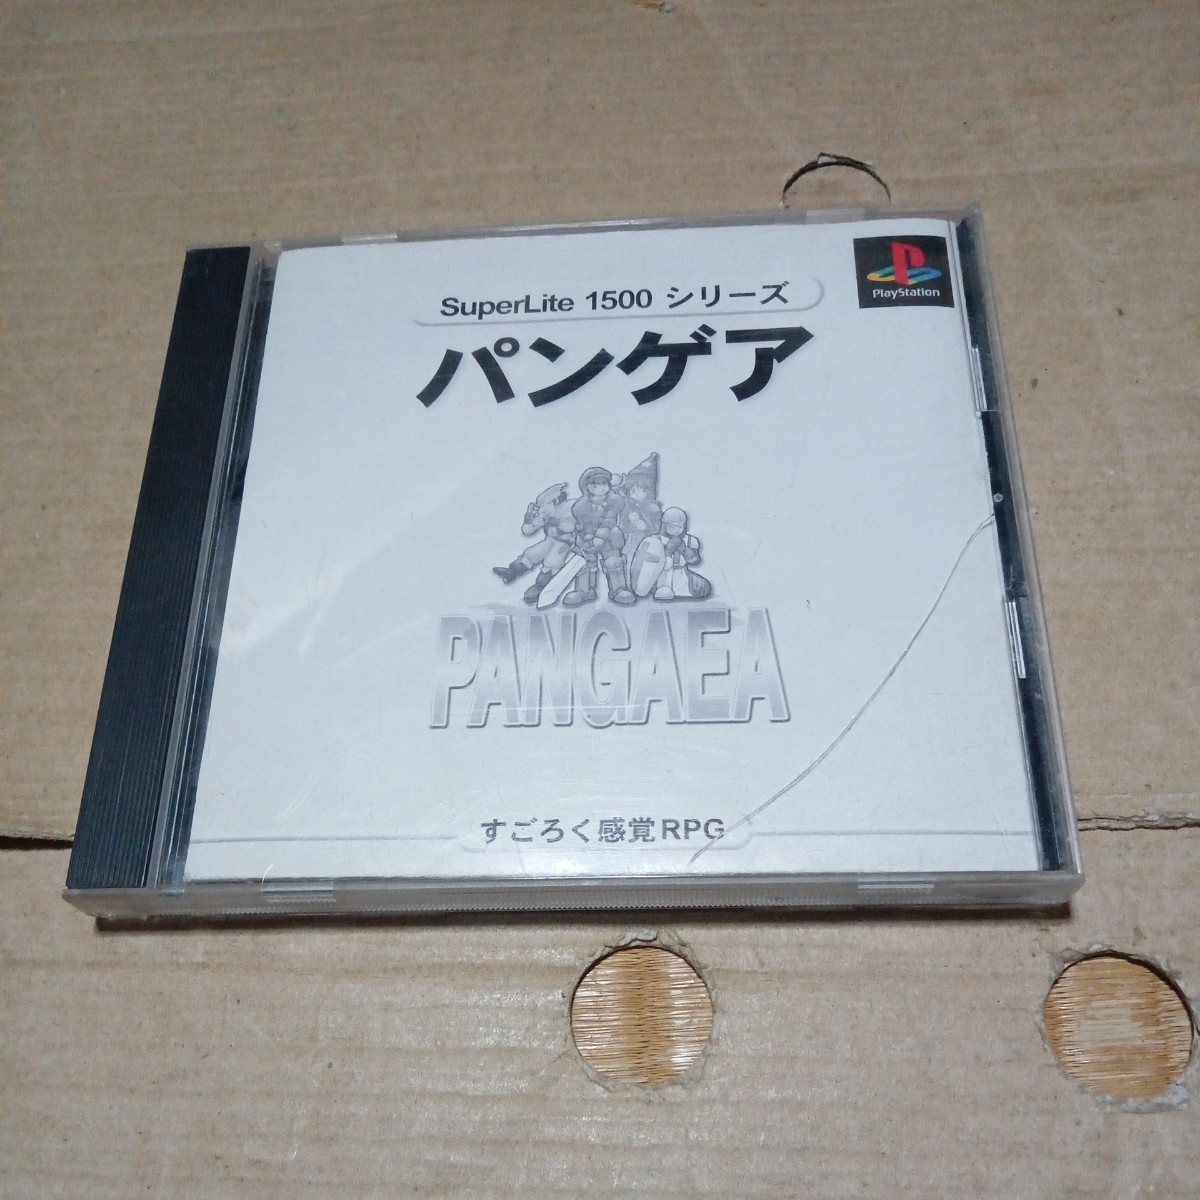 SuperLite 1500 シリーズ
PlayStation
パンゲア
PANGAEA
すごろく感覚RPG